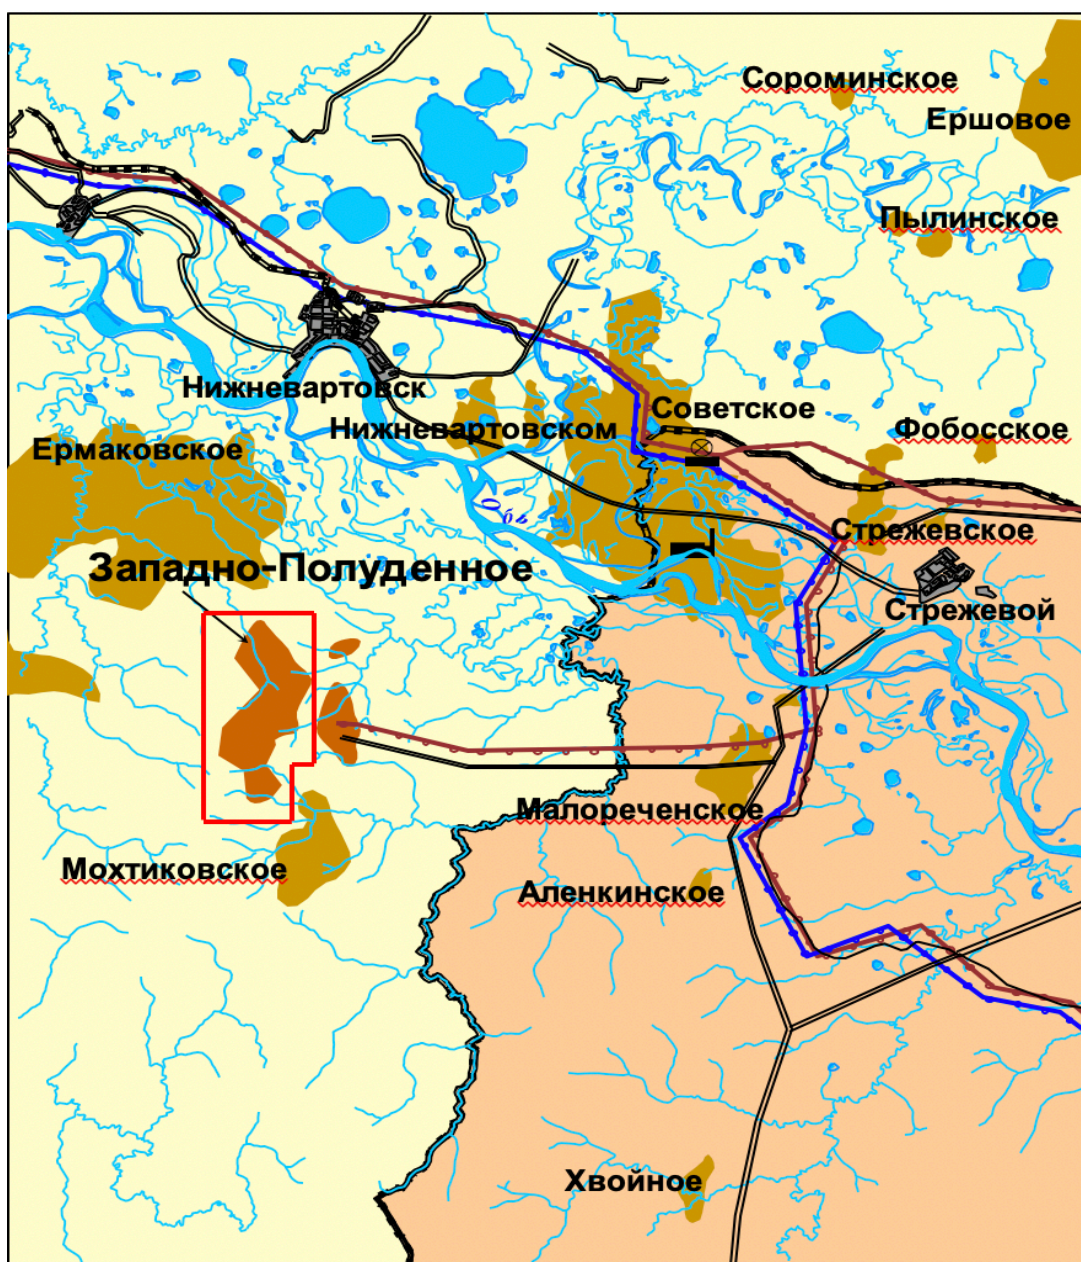 Сороминское
Ершовое
Пылинское
Нижневартовск
Советское
Нижневартовском
Фобосское
Ермаковское
Обь
Стрежевское
Западно-Полуденное
Стрежевой
Малореченское
Мохтиковское
Аленкинское
Хвойное